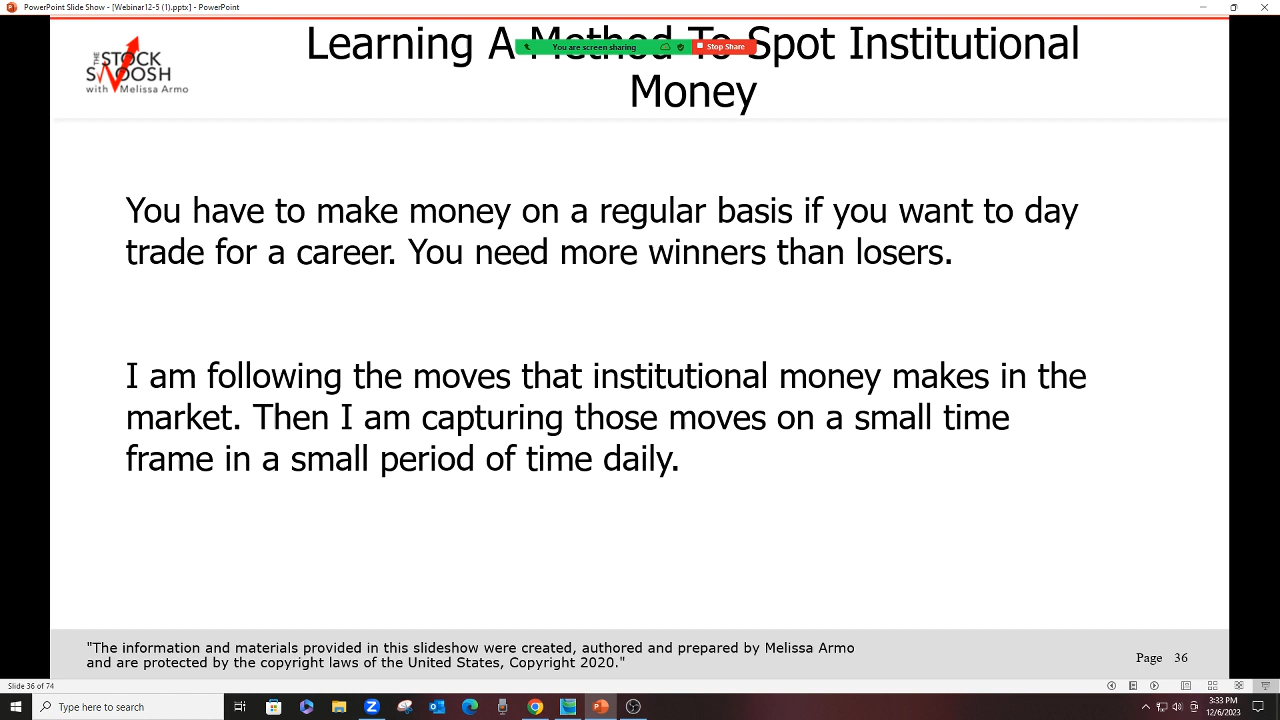 PowerPoint Slide Show - [Webinar12-5 (1).pptx] - PowerPoint
THE
STOCK
SWOOSH
with Melissa Armo
Learning A Method To Spot Institutional
You are screen sharing
Stop Share
Money
You have to make money on a regular basis if you want to day
trade for a career. You need more winners than losers.
I am following the moves that institutional money makes in the
market. Then I am capturing those moves on a small time
frame in a small period of time daily.
"The information and materials provided in this slideshow were created, authored and prepared by Melissa Armo
and are protected by the copyright laws of the United States, Copyright 2020."
Page 36
Slide 36 of 74
Type here to search
3:33 PM
12/6/2023